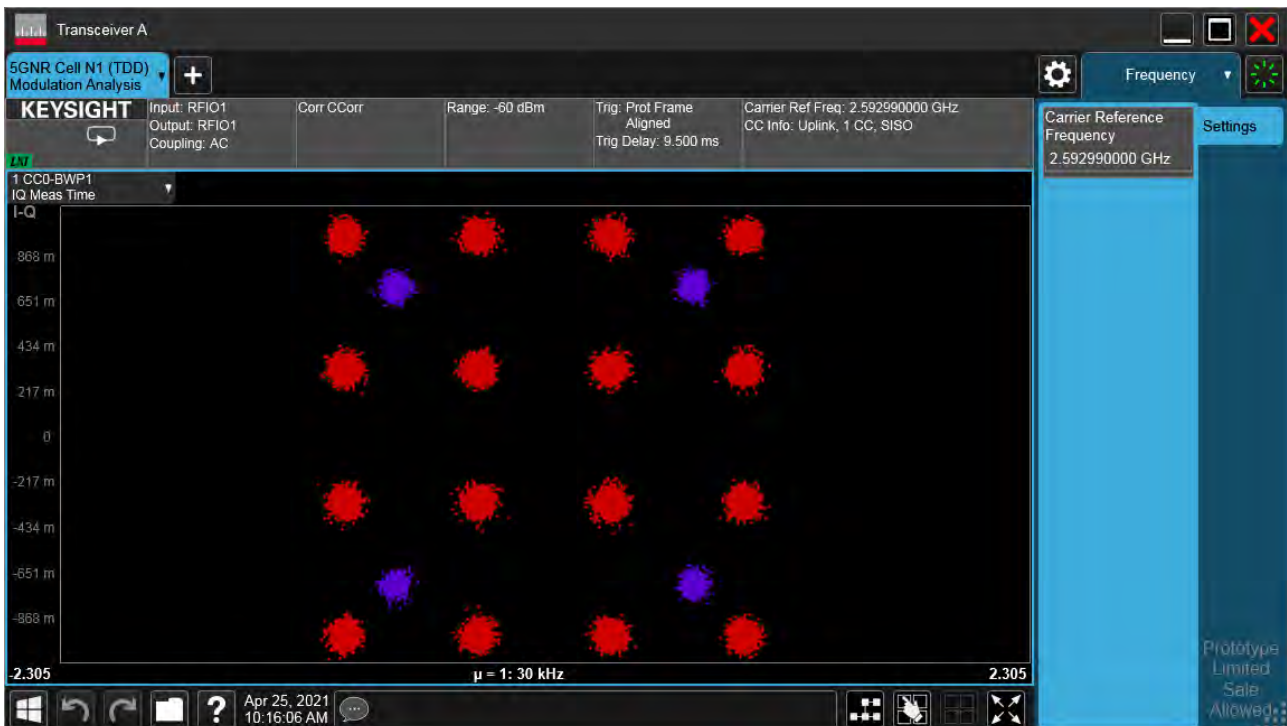 Transceiver A
5GNR Cell N1 (TDD)
Modulation Analysis
+
Frequency
KEYSIGHT
LNI
Input: RFIO1
Output: RFIO1
Coupling: AC
Corr CCorr
Range: -60 dBm
Trig: Prot Frame
Aligned
Trig Delay: 9.500 ms
Carrier Ref Freq: 2.592990000 GHz
CC Info: Uplink, 1 CC, SISO
Carrier Reference
Frequency
2.592990000 GHz
Settings
1 CC0-BWP1
IQ Meas Time
I-Q
868 m
651 m
434 m
217 m
0
-217 m
-434 m
-651 m
-868 m
-2.305
μ = 1: 30 kHz
2.305
?
Apr 25, 2021
10:16:06 AM
Prototype
Limited
Sale
Allowed